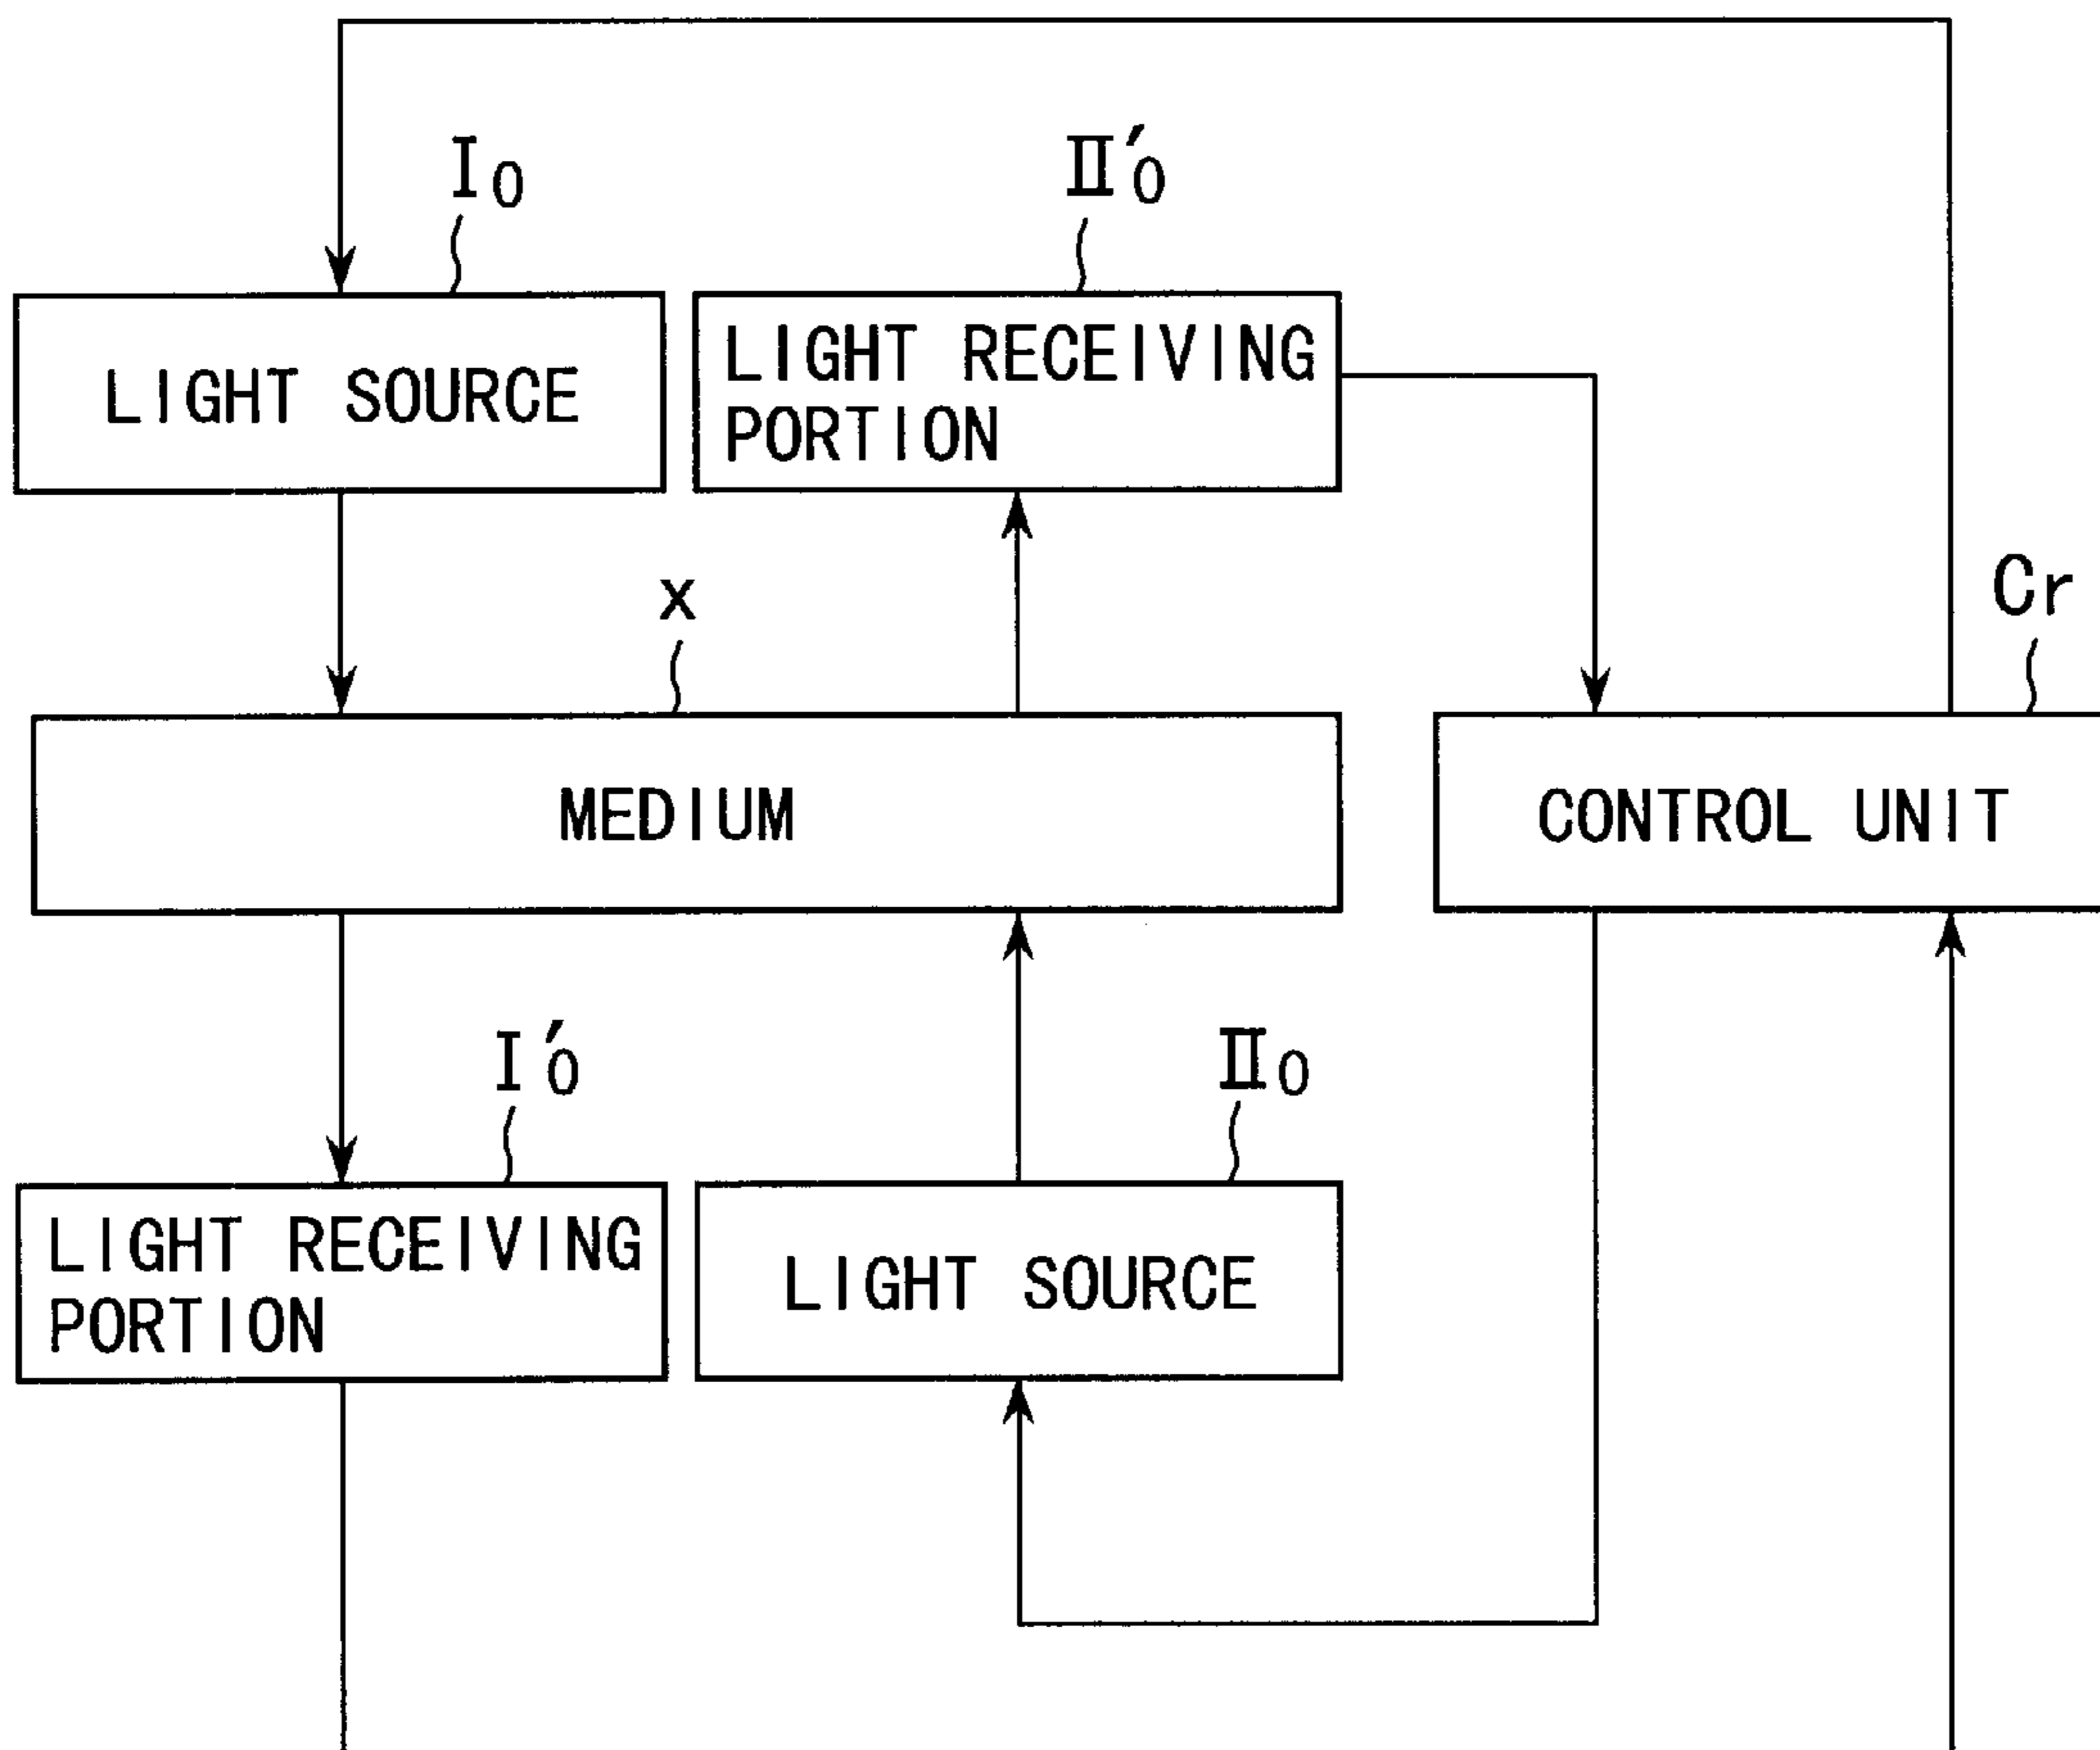 I₀
Ⅱ′₀
LIGHT SOURCE
LIGHT RECEIVING
PORTION
x
Cr
MEDIUM
CONTROL UNIT
I′₀
Ⅱ₀
LIGHT RECEIVING
PORTION
LIGHT SOURCE